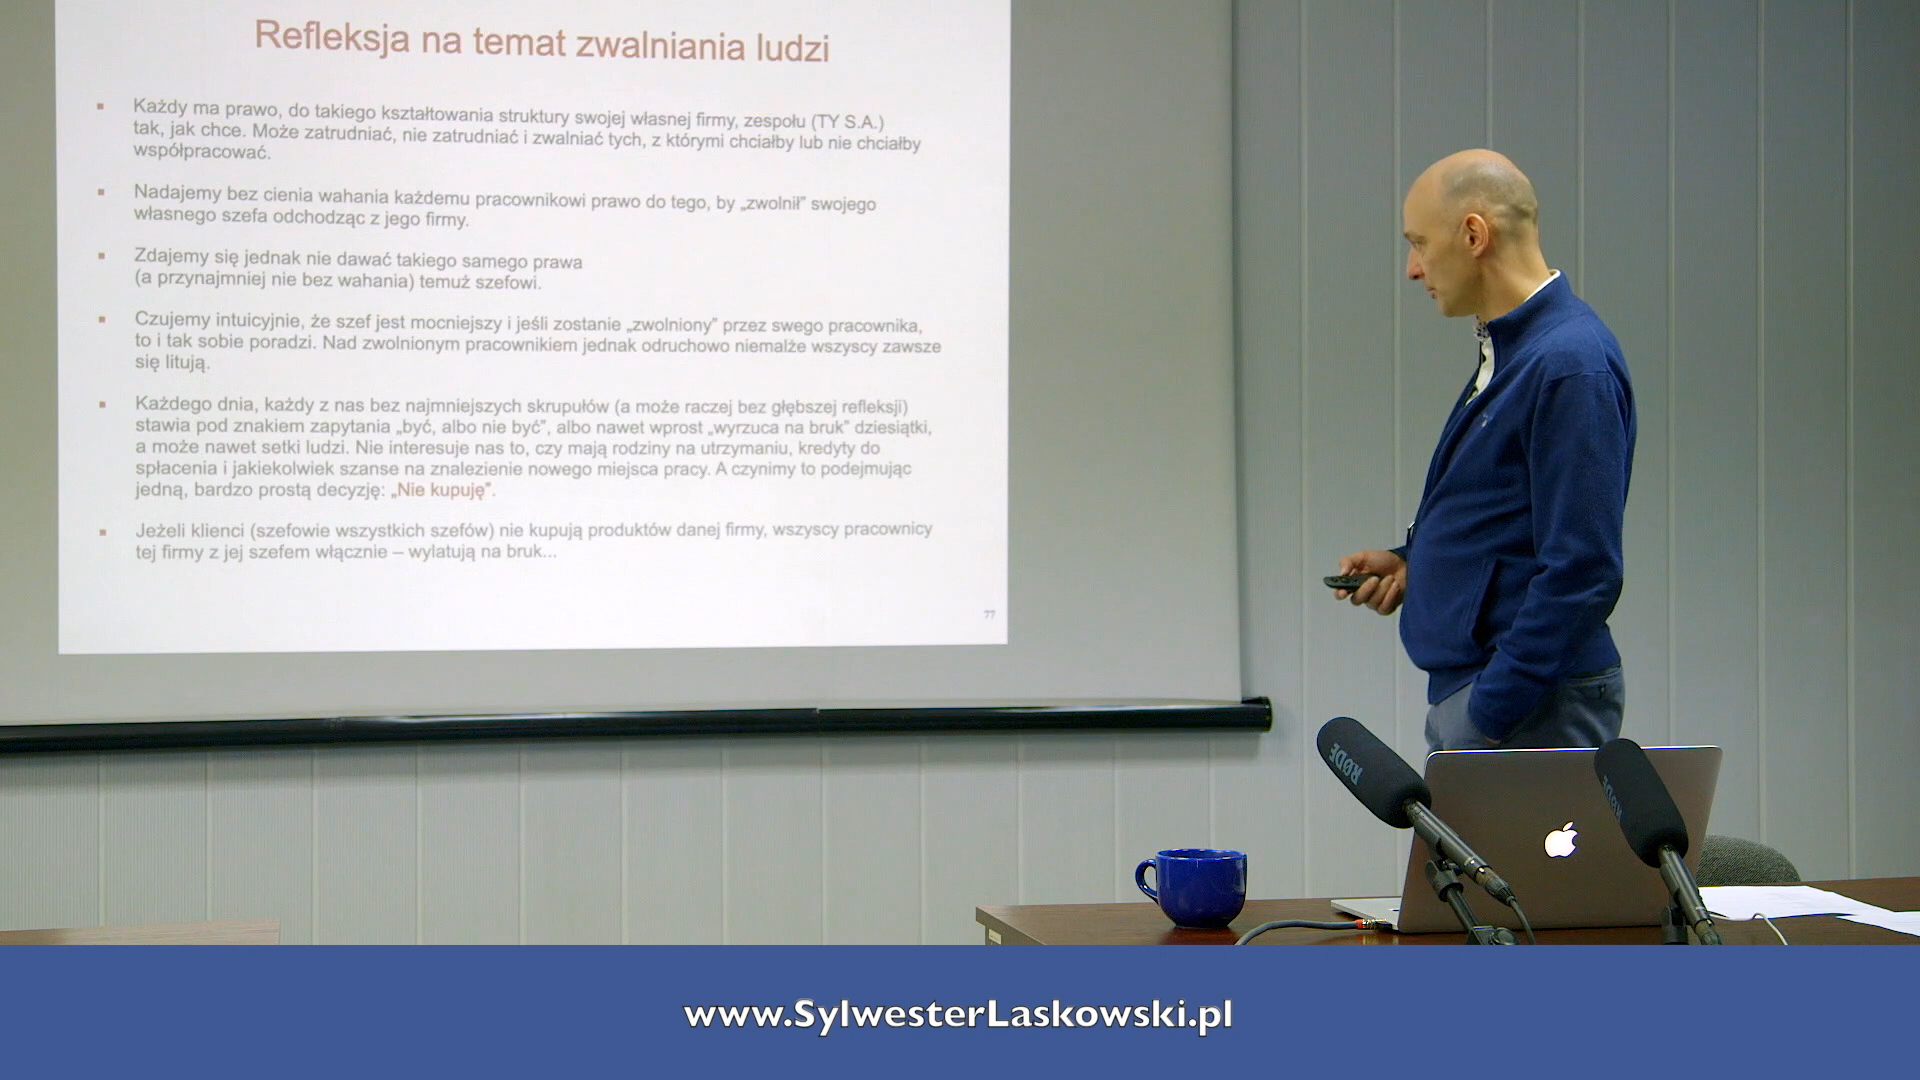 Refleksja na temat zwalniania ludzi
Każdy ma prawo, do takiego kształtowania struktury swojej własnej firmy, zespołu (TY S.A.)
tak, jak chce. Może zatrudniać, nie zatrudniać i zwalniać tych, z którymi chciałby lub nie chciałby
współpracować.
Nadajemy bez cienia wahania każdemu pracownikowi prawo do tego, by „zwolnił” swojego
własnego szefa odchodząc z jego firmy.
Zdajemy się jednak nie dawać takiego samego prawa
(a przynajmniej nie bez wahania) temuż szefowi.
Czujemy intuicyjnie, że szef jest mocniejszy i jeśli zostanie „zwolniony” przez swego pracownika,
to i tak sobie poradzi. Nad zwolnionym pracownikiem jednak odruchowo niemalże wszyscy zawsze
się litują.
Każdego dnia, każdy z nas bez najmniejszych skrupułów (a może raczej bez głębszej refleksji)
stawia pod znakiem zapytania „być, albo nie być”, albo nawet wprost „wyrzuca na bruk” dziesiątki,
a może nawet setki ludzi. Nie interesuje nas to, czy mają rodziny na utrzymaniu, kredyty do
spłacenia i jakiekolwiek szanse na znalezienie nowego miejsca pracy. A czynimy to podejmując
jedną, bardzo prostą decyzję: „Nie kupuję”.
Jeżeli klienci (szefowie wszystkich szefów) nie kupują produktów danej firmy, wszyscy pracownicy
tej firmy z jej szefem włącznie – wylatują na bruk...
77
RØDE
RØDE
www.SylwesterLaskowski.pl